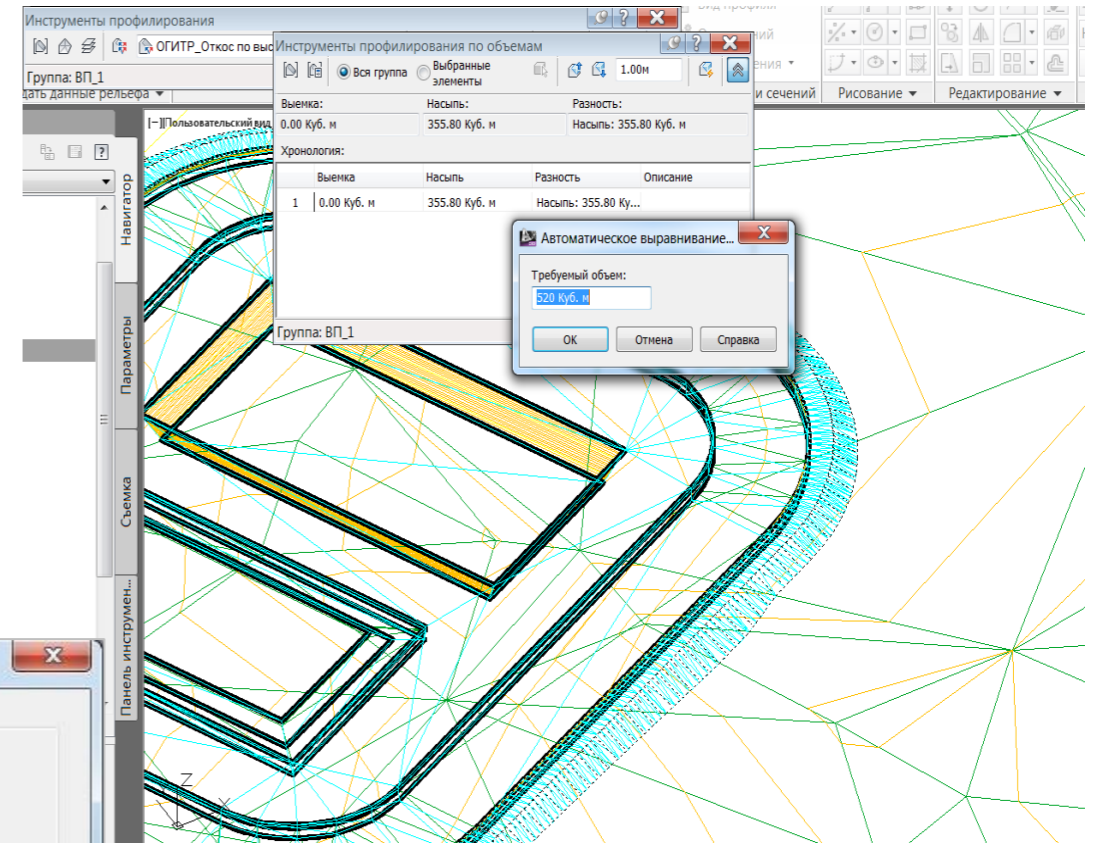 Вид профиля
Инструменты профилирования
ОГИТР_Откос по выс
Группа: ВП_1
дать данные рельефа
и сечений
Рисование
Редактирование
Инструменты профилирования по объемам
Вся группа
Выбранные элементы
1.00м
Выемка:
Насыпь:
Разность:
0.00 Куб. м
355.80 Куб. м
Насыпь: 355.80 Куб. м
Хронология:
Выемка
Насыпь
Разность
Описание
1
0.00 Куб. м
355.80 Куб. м
Насыпь: 355.80 Ку...
Группа: ВП_1
Автоматическое выравнивание...
Требуемый объем:
520 Куб. м
ОК
Отмена
Справка
[−]Пользовательский вид
Навигатор
Параметры
Съемка
Панель инструмен...
Z
X